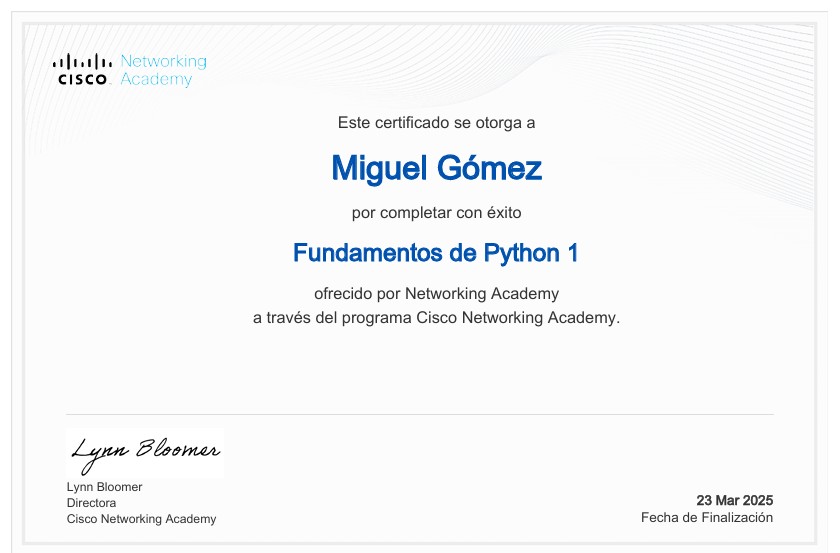 Networking
CISCO Academy
Este certificado se otorga a
Miguel Gómez
por completar con éxito
Fundamentos de Python 1
ofrecido por Networking Academy
a través del programa Cisco Networking Academy.
Lynn Bloomer
Lynn Bloomer
Directora
Cisco Networking Academy
23 Mar 2025
Fecha de Finalización